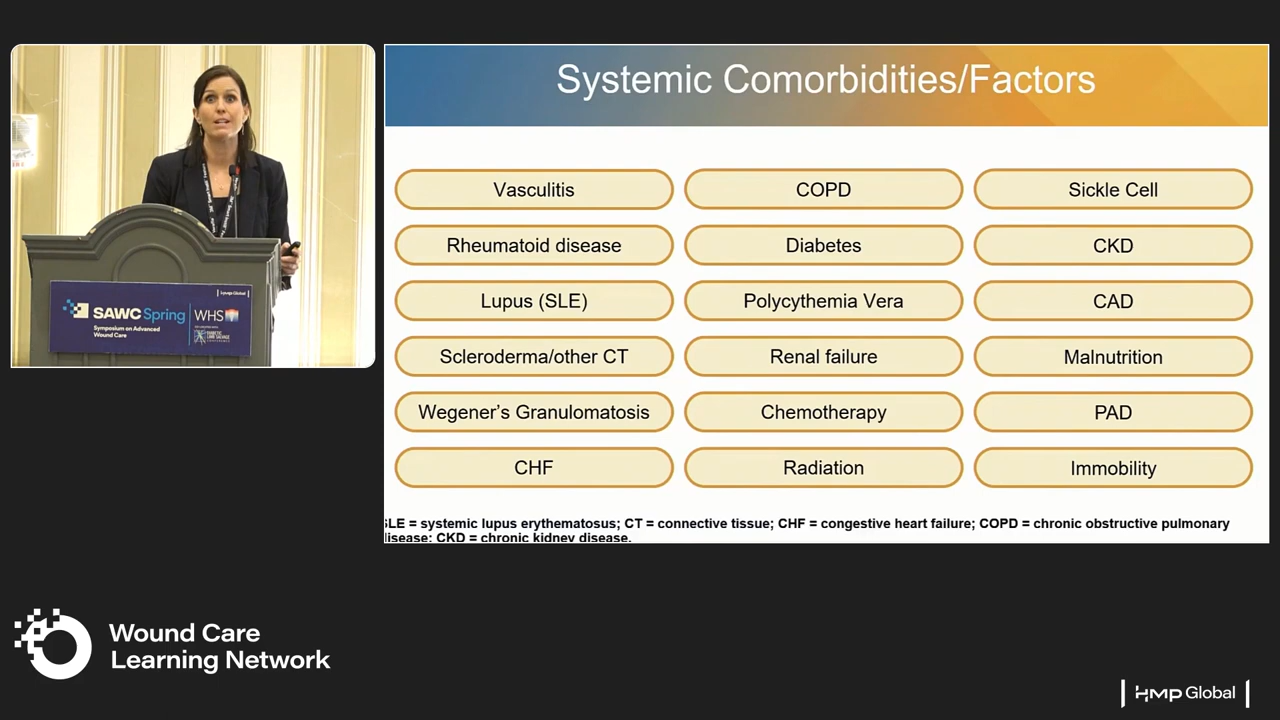 Systemic Comorbidities/Factors
Vasculitis
COPD
Sickle Cell
Rheumatoid disease
Diabetes
CKD
Lupus (SLE)
Polycythemia Vera
CAD
Scleroderma/other CT
Renal failure
Malnutrition
Wegener's Granulomatosis
Chemotherapy
PAD
CHF
Radiation
Immobility
SLE = systemic lupus erythematosus; CT = connective tissue; CHF = congestive heart failure; COPD = chronic obstructive pulmonary
disease; CKD = chronic kidney disease.
SAWC Spring
Symposium on Advanced
Wound Care
WHS
Wound Care
Learning Network
HMP Global